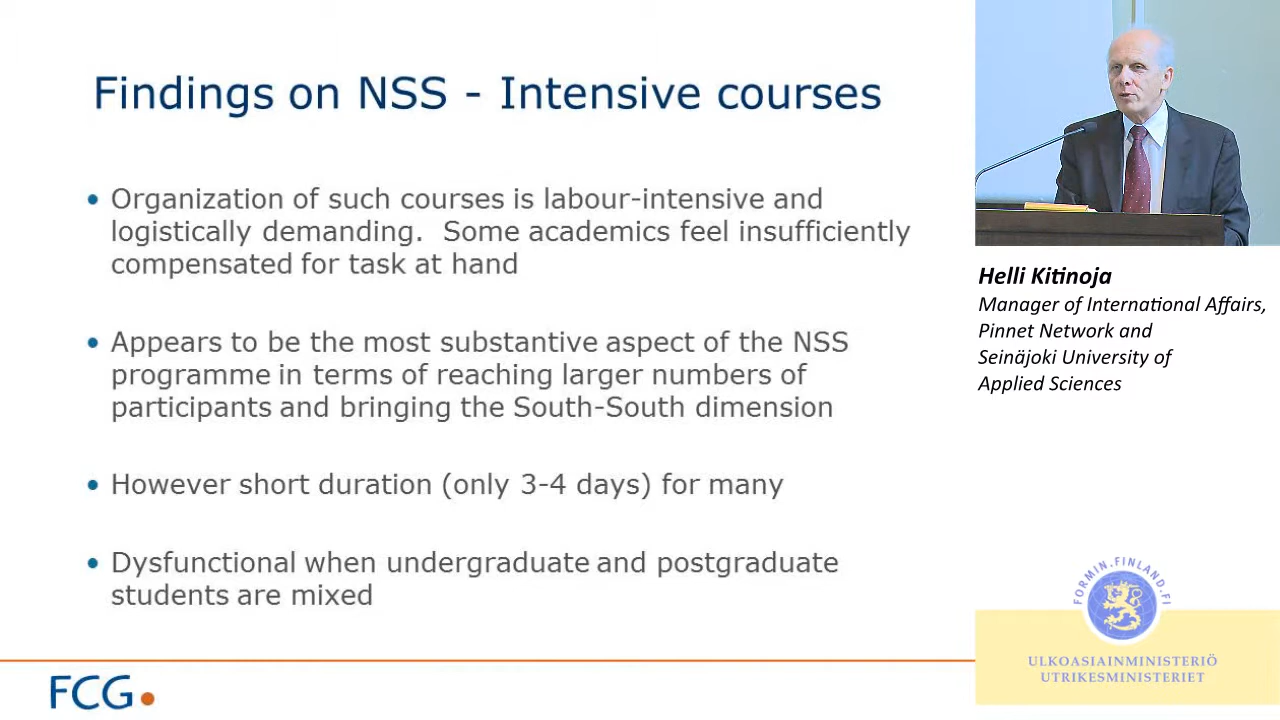 Findings on NSS - Intensive courses
• Organization of such courses is labour-intensive and
logistically demanding.  Some academics feel insufficiently
compensated for task at hand
• Appears to be the most substantive aspect of the NSS
programme in terms of reaching larger numbers of
participants and bringing the South-South dimension
• However short duration (only 3-4 days) for many
• Dysfunctional when undergraduate and postgraduate
students are mixed
FCG
Helli Kitinoja
Manager of International Affairs,
Pinnet Network and
Seinäjoki University of
Applied Sciences
FORMIN.FINLAND.FI
ULKOASIAINMINISTERIÖ
UTRIKESMINISTERIET